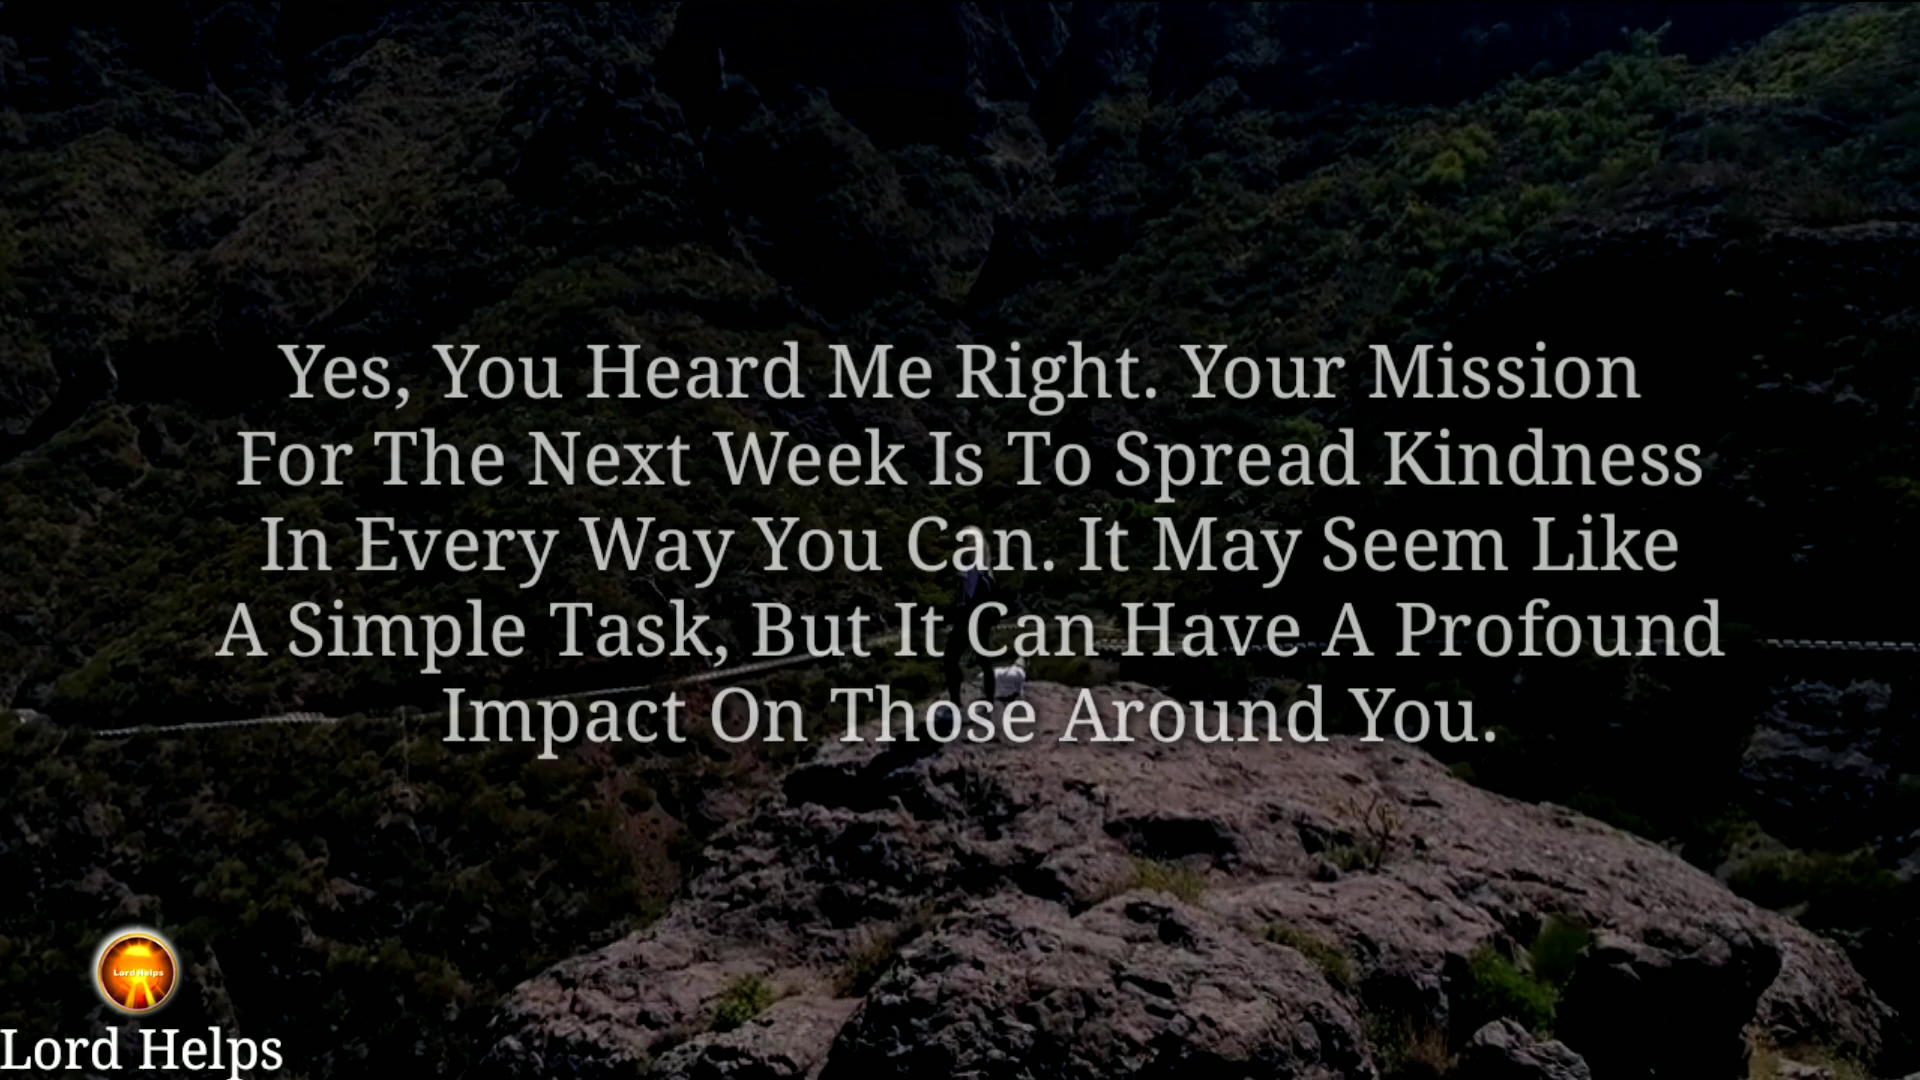 Yes, You Heard Me Right. Your Mission
For The Next Week Is To Spread Kindness
In Every Way You Can. It May Seem Like
A Simple Task, But It Can Have A Profound
Impact On Those Around You.
Lord Helps
Lord Helps